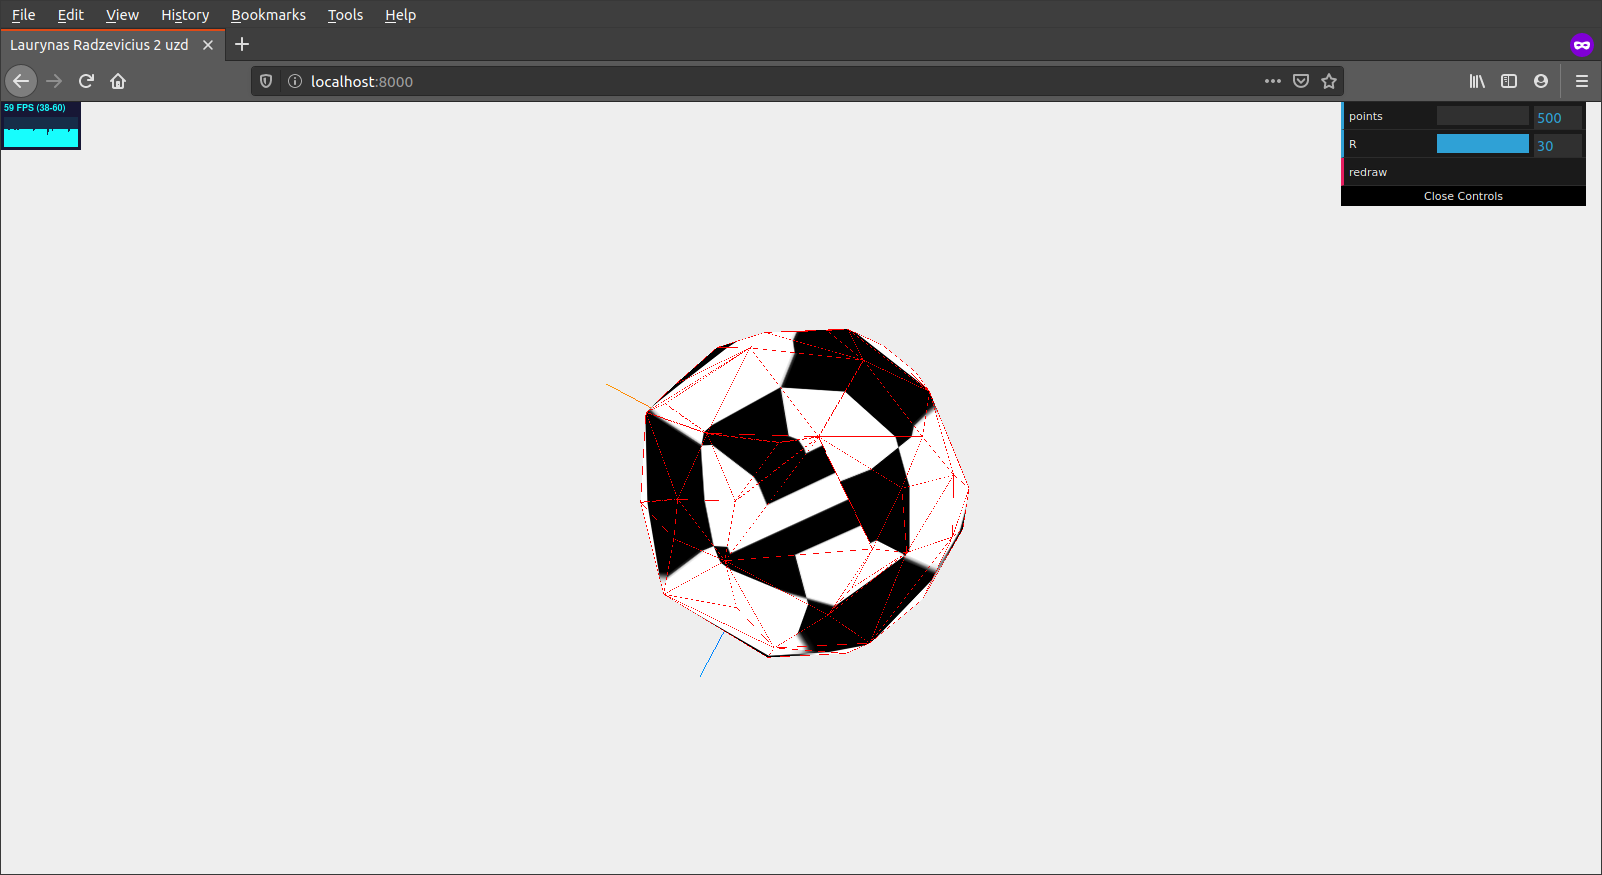 File Edit View History Bookmarks Tools Help
Laurynas Radzevicius 2 uzd
localhost:8000
59 FPS (38-60)
points 500
R 30
redraw
Close Controls